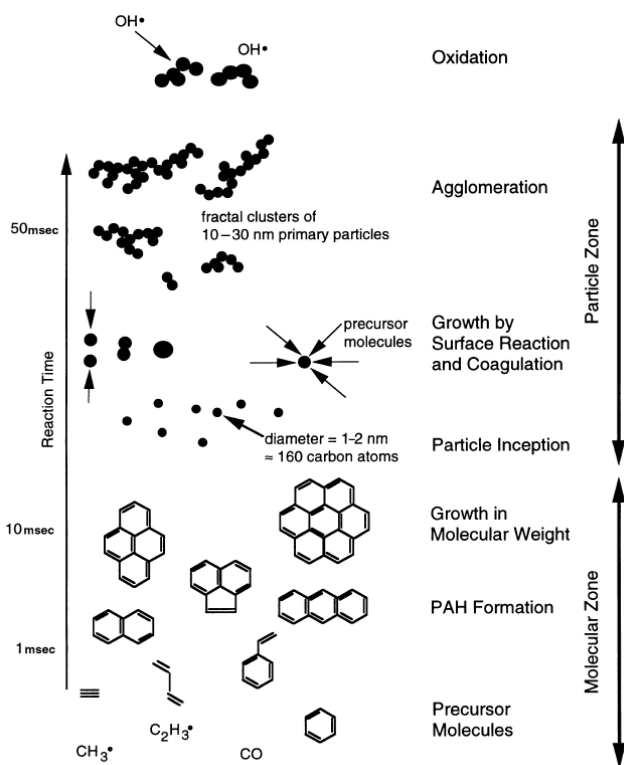 OH•
OH•
Oxidation
Agglomeration
fractal clusters of
10–30 nm primary particles
50msec
precursor
molecules
Growth by
Surface Reaction
and Coagulation
Particle Zone
Reaction Time
diameter = 1–2 nm
≈ 160 carbon atoms
Particle Inception
Growth in
Molecular Weight
10msec
PAH Formation
Molecular Zone
1msec
Precursor
Molecules
C₂H₃•
CH₃•
CO